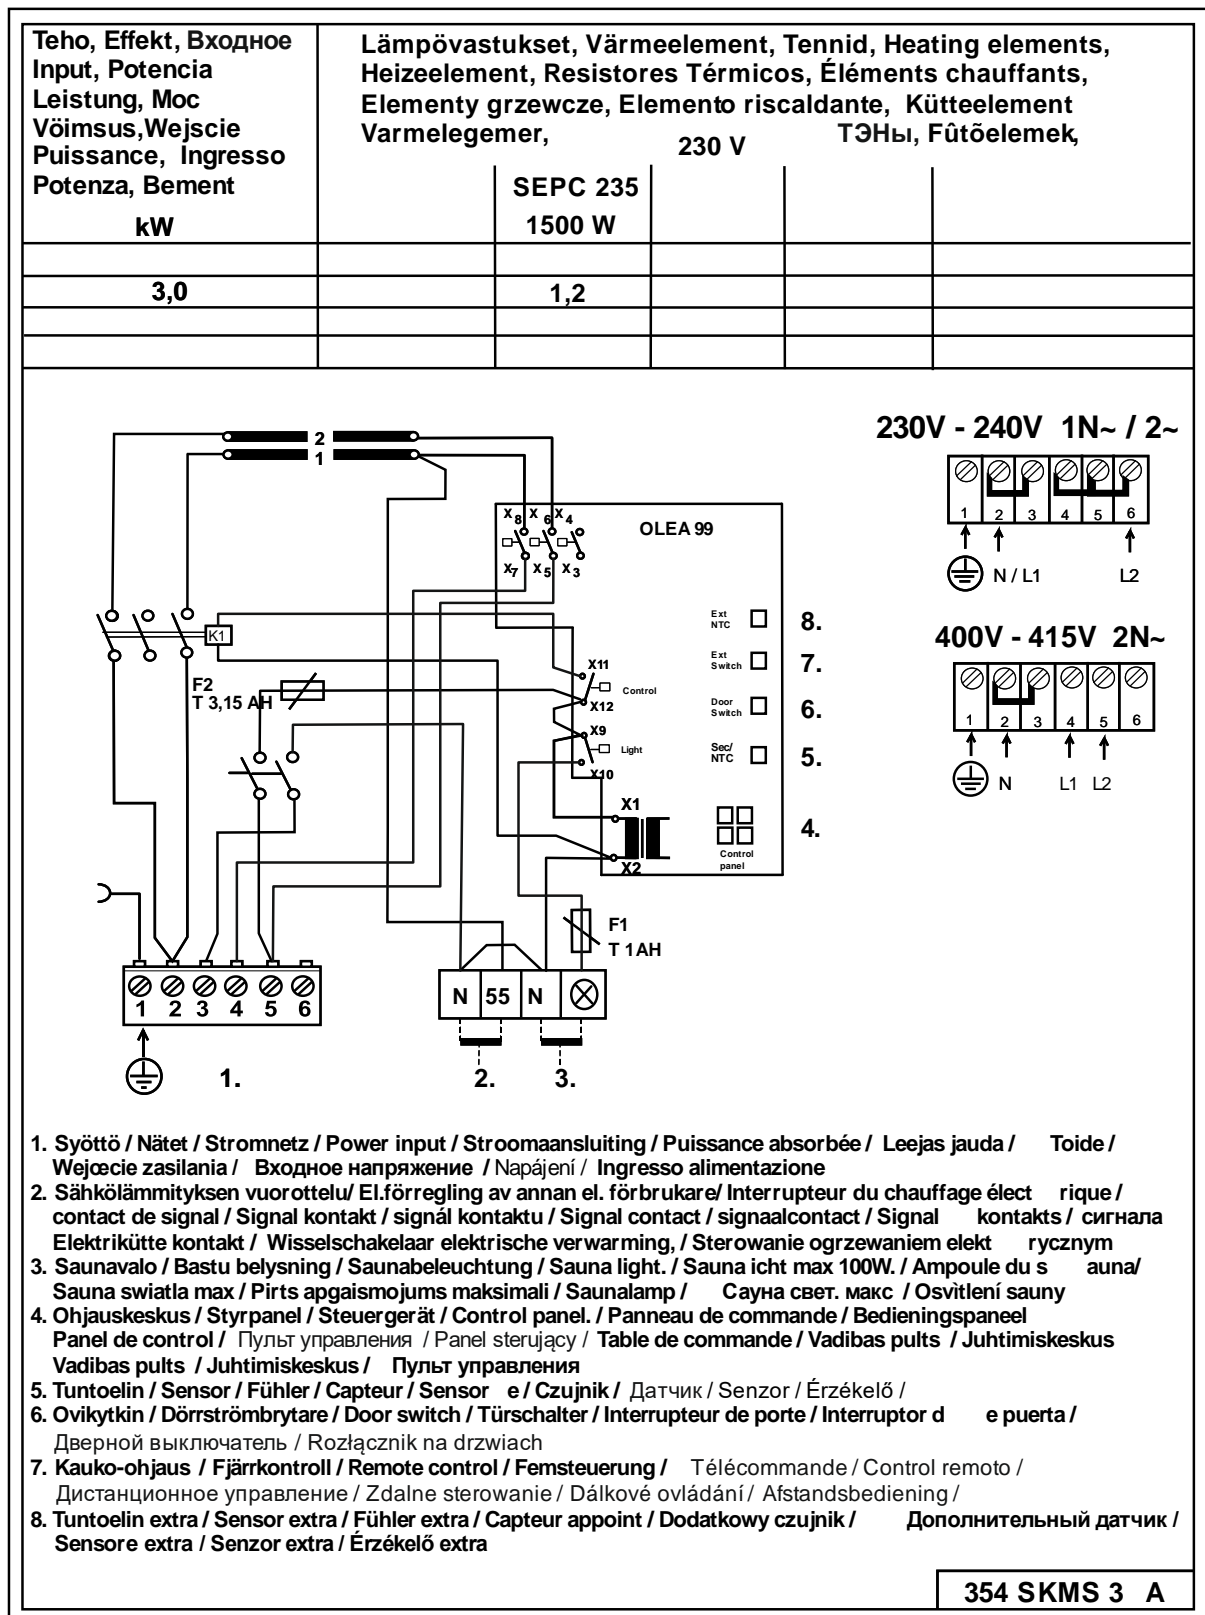 Teho, Effekt, Входное
Input, Potencia
Leistung, Moc
Vöimsus,Wejscie
Puissance, Ingresso
Potenza, Bement
kW
Lämpövastukset, Värmeelement, Tennid, Heating elements,
Heizeelement, Resistores Térmicos, Éléments chauffants,
Elementy grzewcze, Elemento riscaldante, Kütteelement
Varmelegemer, ТЭНы, Fûtõelemek,
230 V
SEPC 235
1500 W
3,0 1,2
230V - 240V 1N~ / 2~
1 2 3 4 5 6
N / L1 L2
400V - 415V 2N~
1 2 3 4 5 6
N L1 L2
2
1
X8 X6 X4
OLEA 99
X7 X5 X3
K1
Ext
NTC
8.
Ext
Switch
7.
Door
Switch
6.
Sec/
NTC
5.
X11
Control
X12
X9
Light
X10
X1
X2
Control
panel
4.
F2
T 3,15 AH
F1
T 1AH
1 2 3 4 5 6
N 55 N
1. 2. 3.
1. Syöttö / Nätet / Stromnetz / Power input / Stroomaansluiting / Puissance absorbée / Leejas jauda / Toide /
Wejœcie zasilania / Входное напряжение / Napájení / Ingresso alimentazione
2. Sähkölämmityksen vuorottelu/ El.förregling av annan el. förbrukare/ Interrupteur du chauffage élect rique /
contact de signal / Signal kontakt / signál kontaktu / Signal contact / signaalcontact / Signal kontakts / сигнала
Elektrikütte kontakt / Wisselschakelaar elektrische verwarming, / Sterowanie ogrzewaniem elekt rycznym
3. Saunavalo / Bastu belysning / Saunabeleuchtung / Sauna light. / Sauna icht max 100W. / Ampoule du s auna/
Sauna swiatla max / Pirts apgaismojums maksimali / Saunalamp / Сауна свет. макс / Osvìtlení sauny
4. Ohjauskeskus / Styrpanel / Steuergerät / Control panel. / Panneau de commande / Bedieningspaneel
Panel de control / Пульт управления / Panel sterujący / Table de commande / Vadibas pults / Juhtimiskeskus
Vadibas pults / Juhtimiskeskus / Пульт управления
5. Tuntoelin / Sensor / Fühler / Capteur / Sensor e / Czujnik / Датчик / Senzor / Érzékelő /
6. Ovikytkin / Dörrströmbrytare / Door switch / Türschalter / Interrupteur de porte / Interruptor d e puerta /
Дверной выключатель / Rozłącznik na drzwiach
7. Kauko-ohjaus / Fjärrkontroll / Remote control / Fernsteuerung / Télécommande / Control remoto /
Дистанционное управление / Zdalne sterowanie / Dálkové ovládání / Afstandsbediening /
8. Tuntoelin extra / Sensor extra / Fühler extra / Capteur appoint / Dodatkowy czujnik / Дополнительный датчик /
Sensore extra / Senzor extra / Érzékelő extra
354 SKMS 3 A